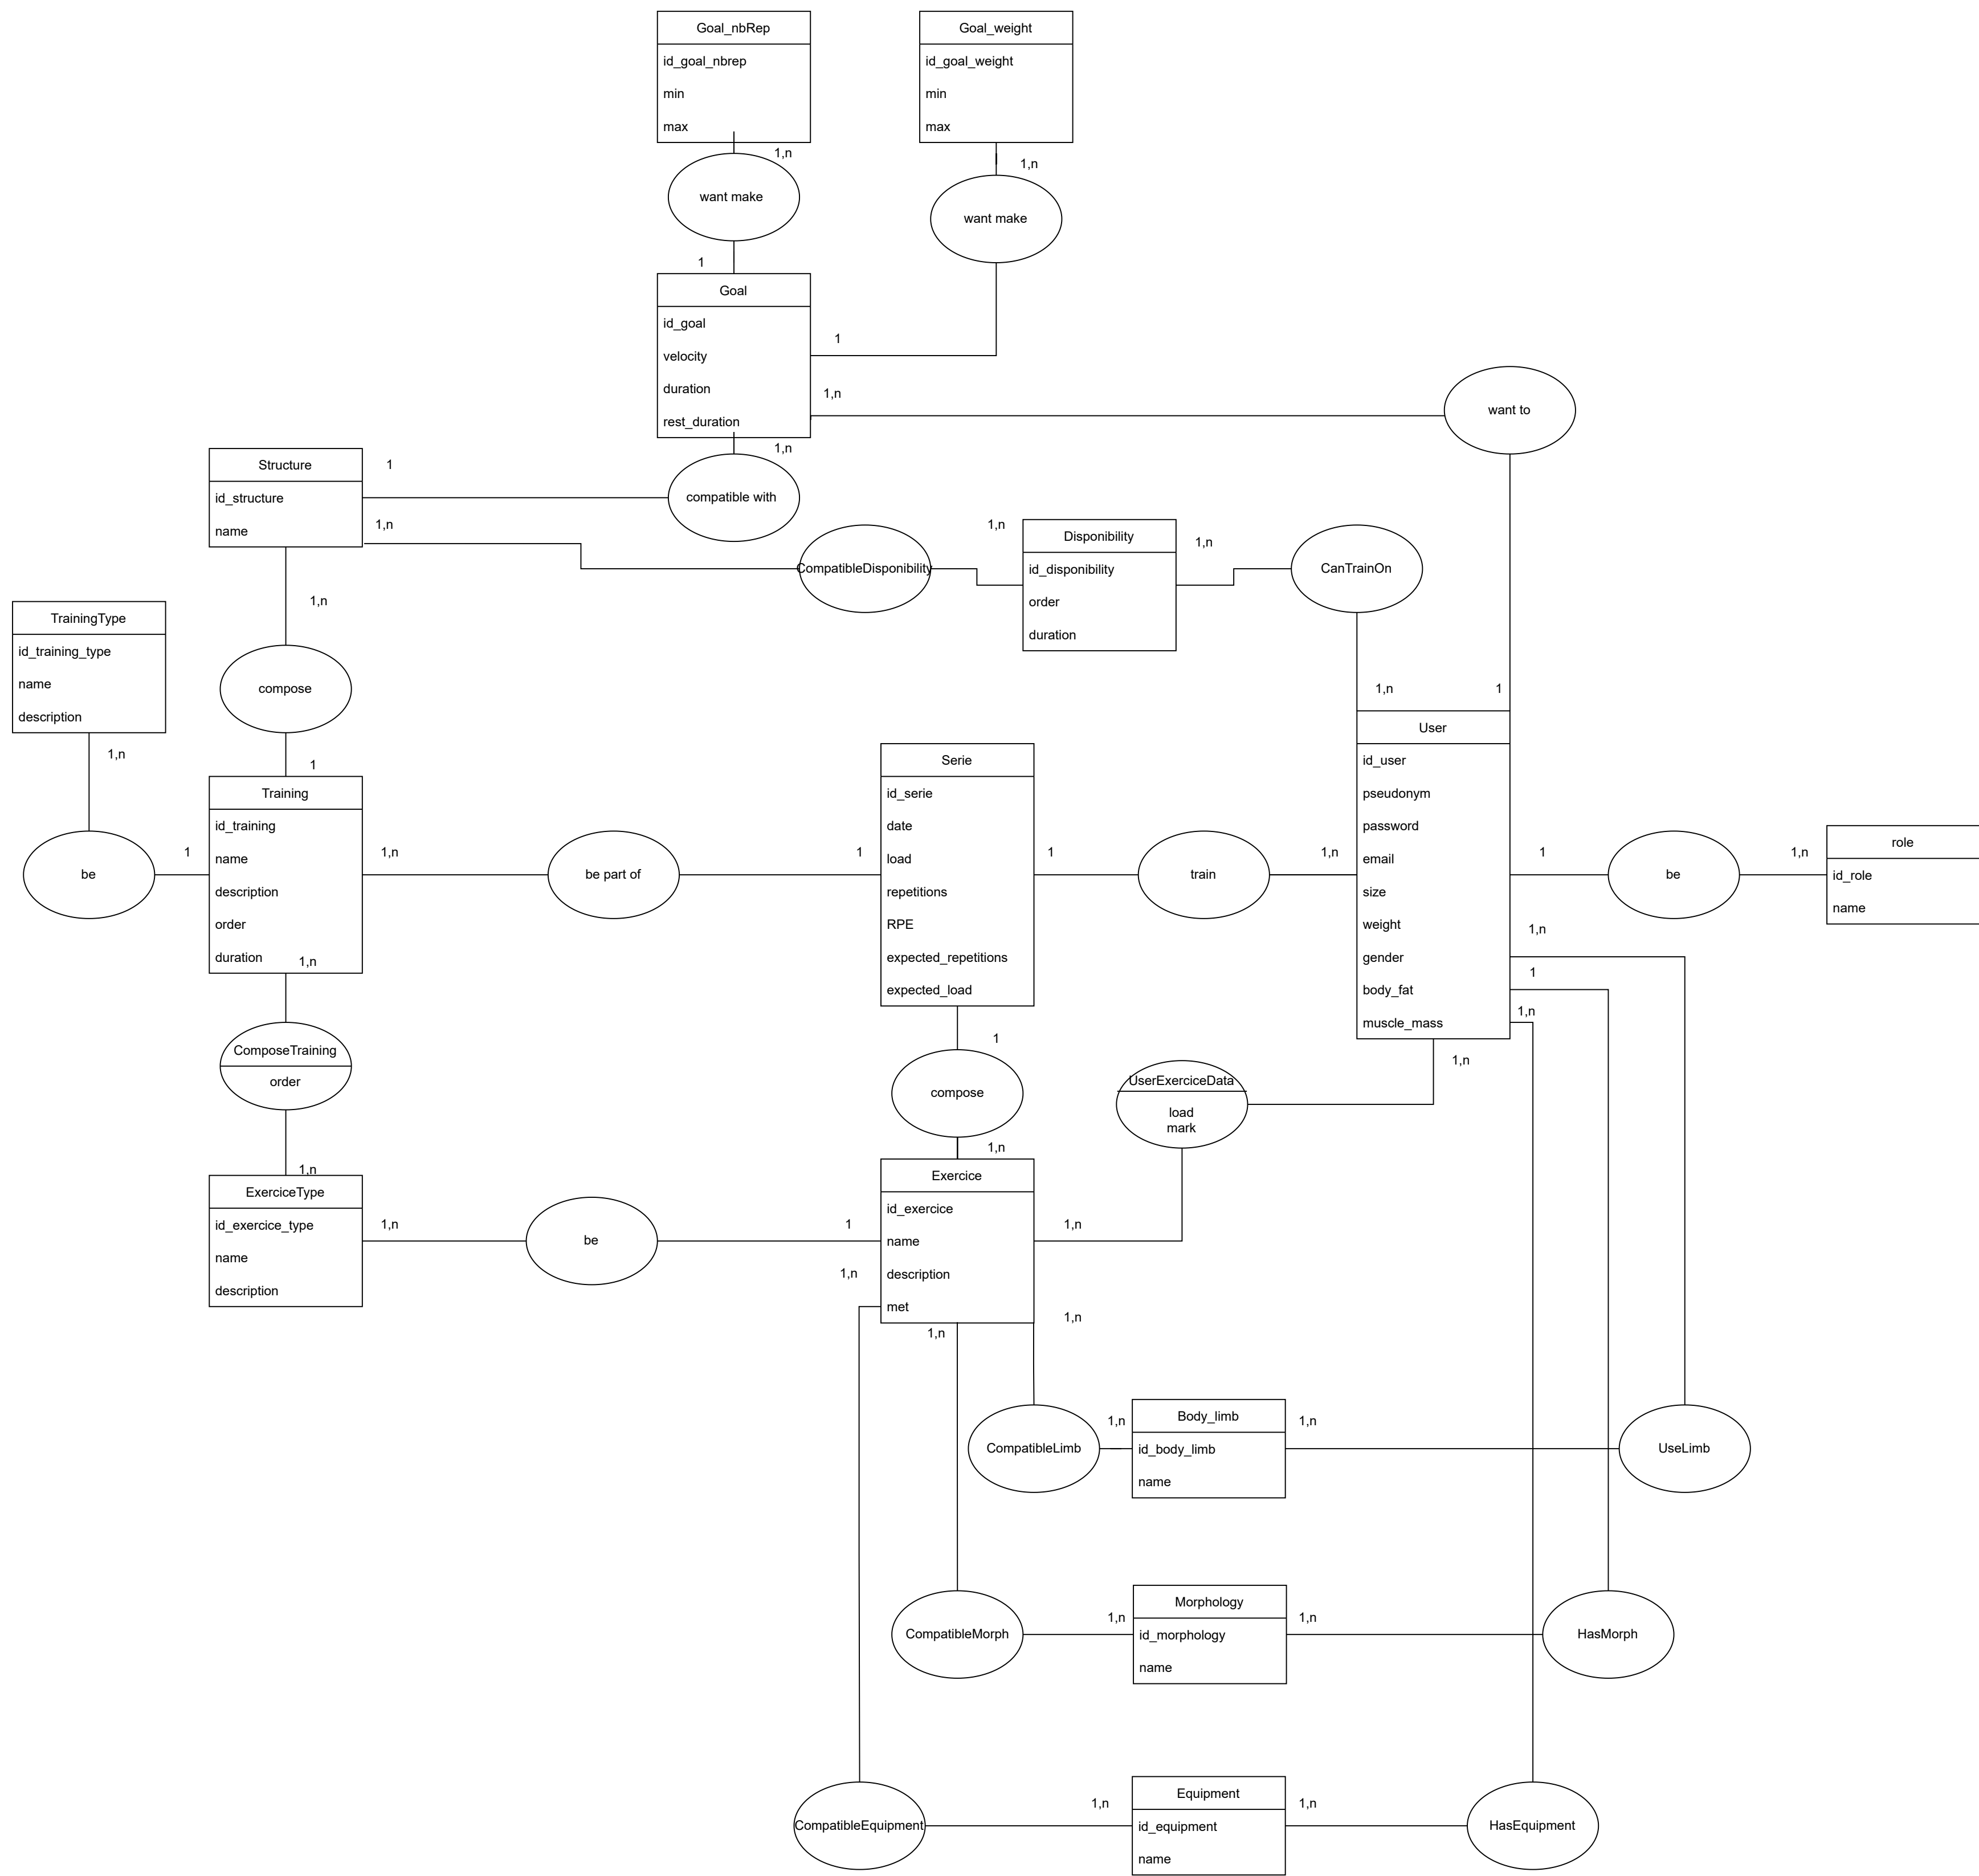 Goal_nbRep
id_goal_nbrep
min
max
Goal_weight
id_goal_weight
min
max
1,n
want make
1,n
want make
1
Goal
id_goal
velocity
duration
rest_duration
1
1,n
want to
1,n
Structure
id_structure
name
1
compatible with
1,n
CompatibleDisponibility
1,n
Disponibility
id_disponibility
order
duration
1,n
CanTrainOn
TrainingType
id_training_type
name
description
1,n
compose
1,n
1
1,n
1
Training
id_training
name
description
order
duration
1,n
be
1
1,n
be part of
1
Serie
id_serie
date
load
repetitions
RPE
expected_repetitions
expected_load
1
train
1,n
User
id_user
pseudonym
password
email
size
weight
gender
body_fat
muscle_mass
1
be
1,n
role
id_role
name
1,n
1
1,n
1,n
ComposeTraining
order
1
compose
1,n
UserExerciceData
load
mark
1,n
ExerciceType
id_exercice_type
name
description
1,n
be
1
Exercice
id_exercice
name
description
met
1,n
1,n
1,n
1,n
CompatibleLimb
1,n
Body_limb
id_body_limb
name
1,n
UseLimb
CompatibleMorph
1,n
Morphology
id_morphology
name
1,n
HasMorph
CompatibleEquipment
1,n
Equipment
id_equipment
name
1,n
HasEquipment